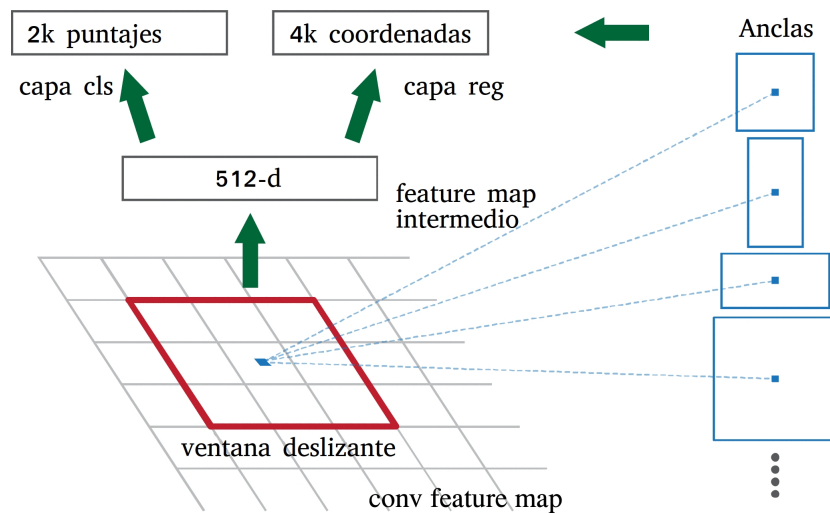 2k puntajes
4k coordenadas
Anclas
capa cls
capa reg
512-d
feature map
intermedio
ventana deslizante
conv feature map